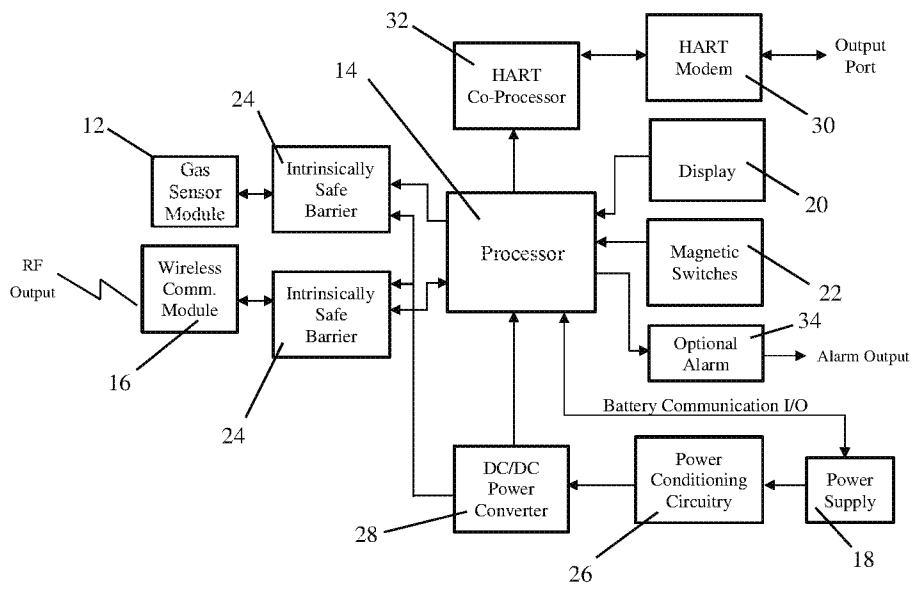 32
HART
Co-Processor
HART
Modem
Output
Port
30
14
24
12
Gas
Sensor
Module
Intrinsically
Safe
Barrier
Display
20
Processor
Magnetic
Switches
22
RF
Output
Wireless
Comm.
Module
16
Intrinsically
Safe
Barrier
24
34
Optional
Alarm
Alarm Output
Battery Communication I/O
DC/DC
Power
Converter
28
Power
Conditioning
Circuitry
26
Power
Supply
18